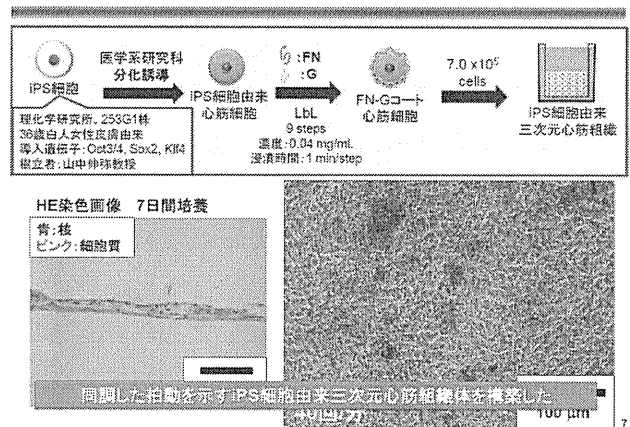 iPS細胞
医学系研究科
分化誘導
iPS細胞由来
心筋細胞
:FN
:G
LbL
9 steps
濃度:0.04 mg/mL
浸漬時間:1 min/step
FN-Gコート
心筋細胞
7.0 x10⁵
cells
iPS細胞由来
三次元心筋組織
理化学研究所、253G1株
36歳白人女性皮膚由来
導入遺伝子:Oct3/4, Sox2, Klf4
樹立者:山中伸弥教授
HE染色画像 7日間培養
青:核
ピンク:細胞質
同調した拍動を示すiPS細胞由来三次元心筋組織体を構築した
40回/分
100 µm
7